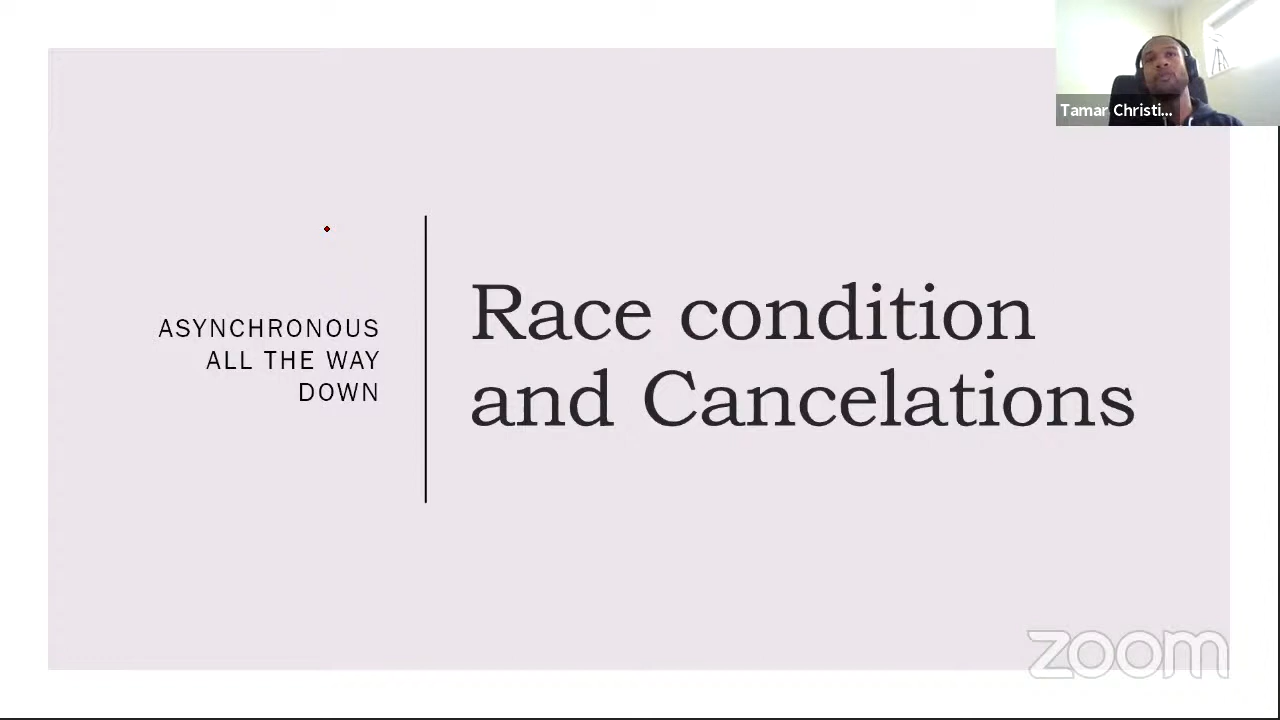 Tamar Christi...
ASYNCHRONOUS
ALL THE WAY
DOWN
Race condition
and Cancelations
zoom